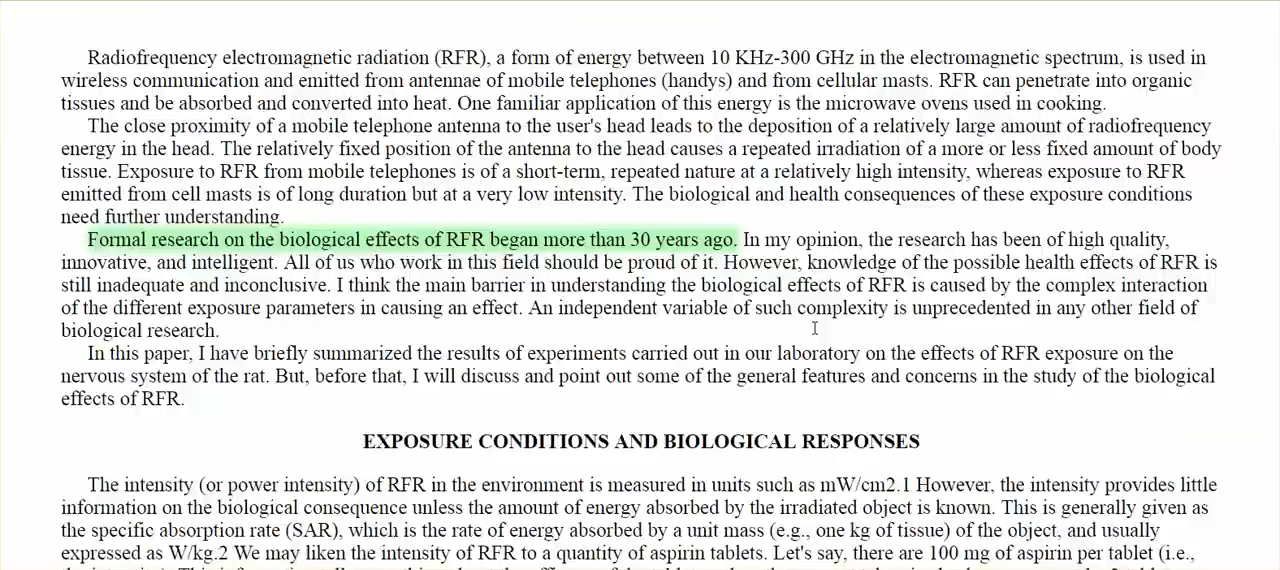 Radiofrequency electromagnetic radiation (RFR), a form of energy between 10 KHz-300 GHz in the electromagnetic spectrum, is used in
wireless communication and emitted from antennae of mobile telephones (handys) and from cellular masts. RFR can penetrate into organic
tissues and be absorbed and converted into heat. One familiar application of this energy is the microwave ovens used in cooking.
The close proximity of a mobile telephone antenna to the user's head leads to the deposition of a relatively large amount of radiofrequency
energy in the head. The relatively fixed position of the antenna to the head causes a repeated irradiation of a more or less fixed amount of body
tissue. Exposure to RFR from mobile telephones is of a short-term, repeated nature at a relatively high intensity, whereas exposure to RFR
emitted from cell masts is of long duration but at a very low intensity. The biological and health consequences of these exposure conditions
need further understanding.
Formal research on the biological effects of RFR began more than 30 years ago. In my opinion, the research has been of high quality,
innovative, and intelligent. All of us who work in this field should be proud of it. However, knowledge of the possible health effects of RFR is
still inadequate and inconclusive. I think the main barrier in understanding the biological effects of RFR is caused by the complex interaction
of the different exposure parameters in causing an effect. An independent variable of such complexity is unprecedented in any other field of
biological research.
In this paper, I have briefly summarized the results of experiments carried out in our laboratory on the effects of RFR exposure on the
nervous system of the rat. But, before that, I will discuss and point out some of the general features and concerns in the study of the biological
effects of RFR.
EXPOSURE CONDITIONS AND BIOLOGICAL RESPONSES
The intensity (or power intensity) of RFR in the environment is measured in units such as mW/cm2.1 However, the intensity provides little
information on the biological consequence unless the amount of energy absorbed by the irradiated object is known. This is generally given as
the specific absorption rate (SAR), which is the rate of energy absorbed by a unit mass (e.g., one kg of tissue) of the object, and usually
expressed as W/kg.2 We may liken the intensity of RFR to a quantity of aspirin tablets. Let's say, there are 100 mg of aspirin per tablet (i.e.,